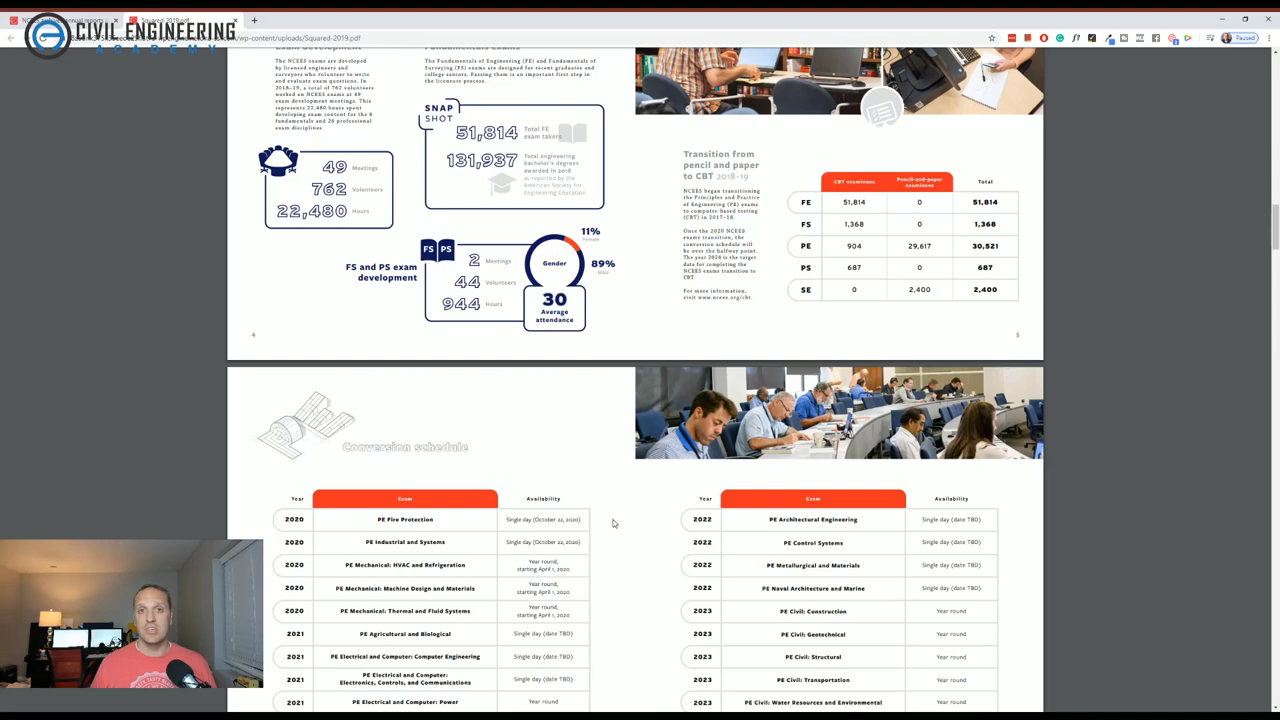 Squared-2019.pdf
Paused
CIVIL ENGINEERING
ACADEMY
wp-content/uploads/Squared-2019.pdf
The NCEES exams are developed
by licensed engineers and
surveyors who volunteer to write
and evaluate exam questions. In
2018–19, a total of 762 volunteers
worked on NCEES exams at 49
exam development meetings. This
represents 22,480 hours spent
developing exam content for the 8
fundamentals and 26 professional
exam disciplines.
49 Meetings
762 Volunteers
22,480 Hours
The Fundamentals of Engineering (FE) and Fundamentals
of Surveying (FS) exams are designed for recent graduates and
college seniors. Passing them is an important first step in
the licensure process.
SNAP
SHOT
51,814 Total FE
exam takers
131,937 Total engineering
bachelor's degrees
awarded in 2018
as reported by the
American Society for
Engineering Education
FS and PS exam
development
FS PS
2 Meetings
44 Volunteers
944 Hours
Gender
11%
Female
89%
Male
30
Average
attendance
4
Transition from
pencil and paper
to CBT 2018–19
NCEES began transitioning
the Principles and Practice
of Engineering (PE) exams
to computer-based testing
(CBT) in 2017–18.
Once the 2020 NCEES
exams transition, the
conversion schedule will
be over the halfway point.
The year 2024 is the target
date for completing the
NCEES exams transition to
CBT.
For more information,
visit www.ncees.org/cbt.
CBT examinees Pencil-and-paper
examinees Total
FE 51,814 0 51,814
FS 1,368 0 1,368
PE 904 29,617 30,521
PS 687 0 687
SE 0 2,400 2,400
5
Conversion schedule
Year Exam Availability
2020 PE Fire Protection Single day (October 22, 2020)
2020 PE Industrial and Systems Single day (October 22, 2020)
2020 PE Mechanical: HVAC and Refrigeration Year round,
starting April 1, 2020
2020 PE Mechanical: Machine Design and Materials Year round,
starting April 1, 2020
2020 PE Mechanical: Thermal and Fluid Systems Year round,
starting April 1, 2020
2021 PE Agricultural and Biological Single day (date TBD)
2021 PE Electrical and Computer: Computer Engineering Single day (date TBD)
2021 PE Electrical and Computer:
Electronics, Controls, and Communications Single day (date TBD)
2021 PE Electrical and Computer: Power Year round
Year Exam Availability
2022 PE Architectural Engineering Single day (date TBD)
2022 PE Control Systems Single day (date TBD)
2022 PE Metallurgical and Materials Single day (date TBD)
2022 PE Naval Architecture and Marine Single day (date TBD)
2023 PE Civil: Construction Year round
2023 PE Civil: Geotechnical Year round
2023 PE Civil: Structural Year round
2023 PE Civil: Transportation Year round
2023 PE Civil: Water Resources and Environmental Year round